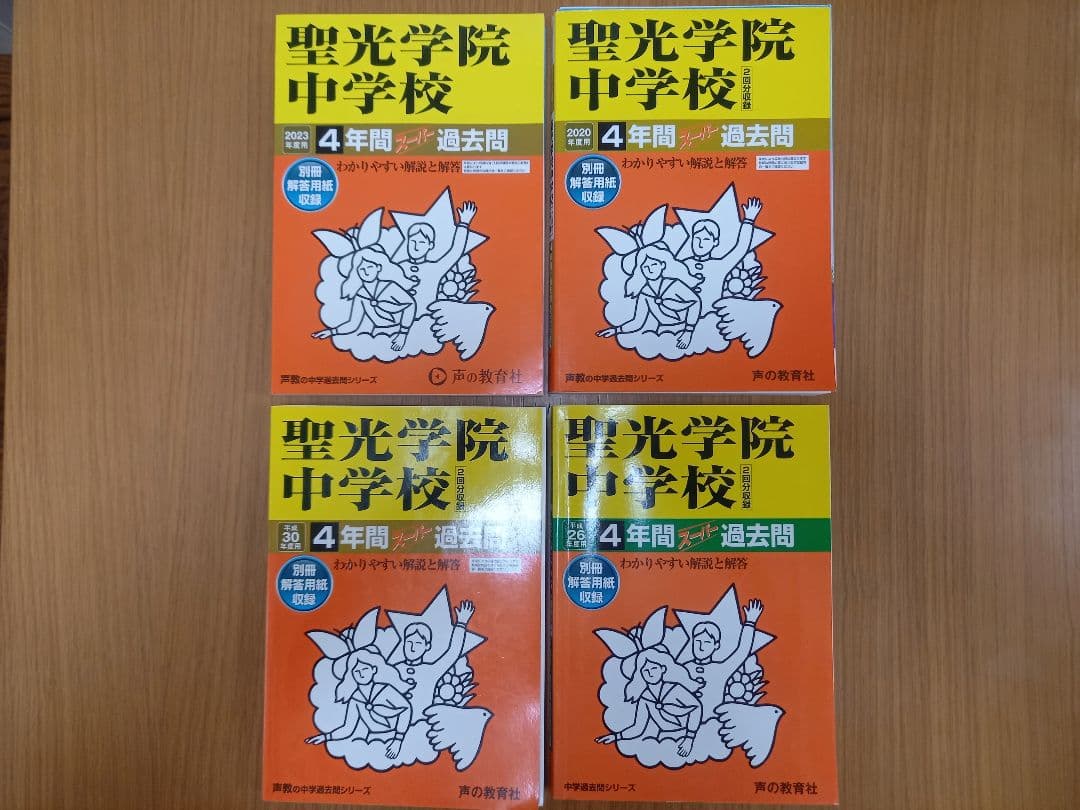 聖光学院
中学校
2023
年度用
4年間スーパー過去問
わかりやすい解説と解答
別冊
解答用紙
収録
声教の中学過去問シリーズ
声の教育社
聖光学院
中学校
2回分収録
2020
年度用
4年間スーパー過去問
わかりやすい解説と解答
別冊
解答用紙
収録
声教の中学過去問シリーズ
声の教育社
聖光学院
中学校
2回分収録
平成
30
年度用
4年間スーパー過去問
わかりやすい解説と解答
別冊
解答用紙
収録
声教の中学過去問シリーズ
声の教育社
聖光学院
中学校
2回分収録
平成
26
年度用
4年間スーパー過去問
わかりやすい解説と解答
別冊
解答用紙
収録
中学過去問シリーズ
声の教育社